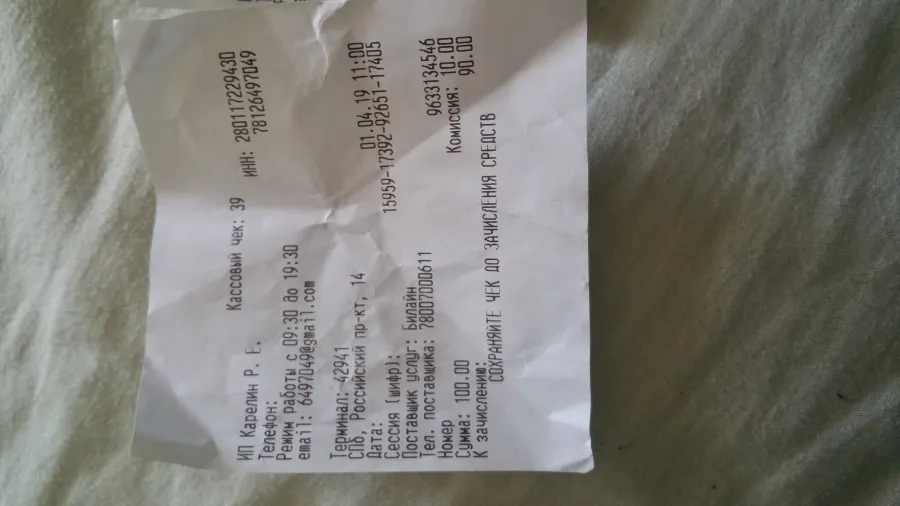 ИП Карелин Р. Е. Кассовый чек: 39 ИНН: 280117229430
Телефон: 78126497049
Режим работы с 09:30 до 19:30
email: 6497049@gmail.com
Терминал: 42941
СПб, Российский пр-кт, 14
Дата: 01.04.19 11:00
Сессия (шифр): 15959-17392-92651-17405
Поставщик услуг: Билайн
Тел. поставщика: 78007000611
Номер 9633134546
Сумма: 100.00 Комиссия: 10.00
К зачислению: 90.00
СОХРАНЯЙТЕ ЧЕК ДО ЗАЧИСЛЕНИЯ СРЕДСТВ